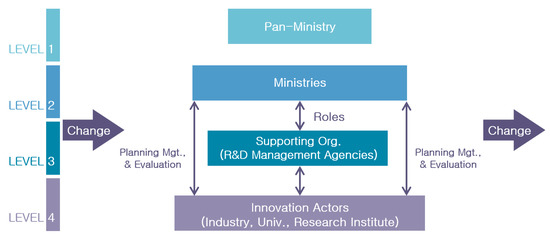 Pan-Ministry
LEVEL 1
Ministries
LEVEL 2
Change
Roles
Change
Supporting Org.
(R&D Management Agencies)
Planning Mgt.,
& Evaluation
Planning Mgt.,
& Evaluation
LEVEL 3
Innovation Actors
(Industry, Univ., Research Institute)
LEVEL 4